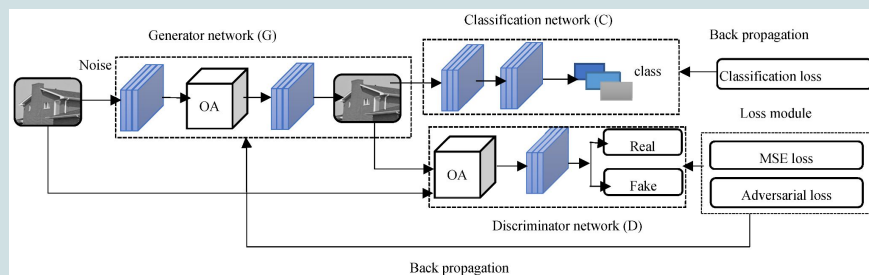 Generator network (G)
Classification network (C)
Back propagation
Noise
OA
class
Classification loss
Loss module
OA
Real
Fake
MSE loss
Adversarial loss
Discriminator network (D)
Back propagation